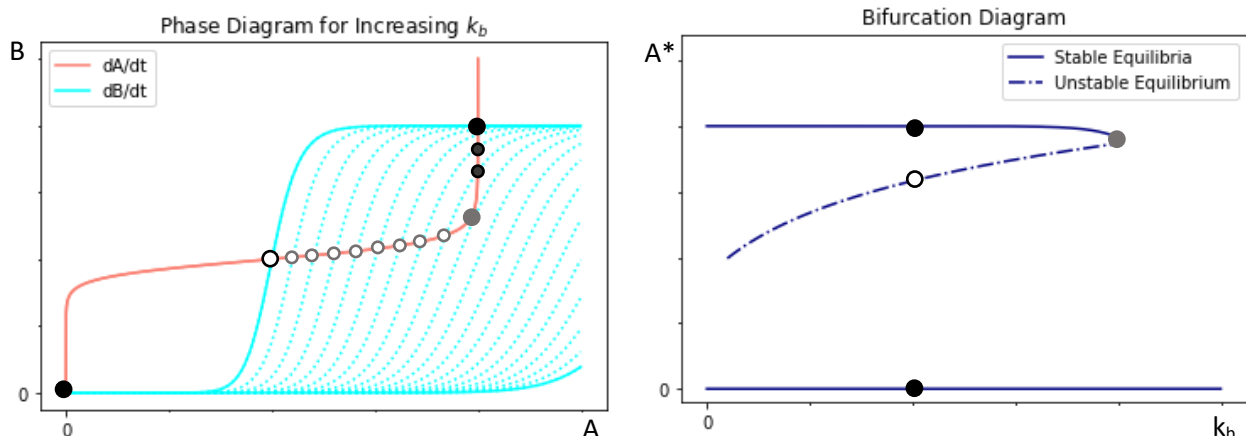 Phase Diagram for Increasing k_b
B
dA/dt
dB/dt
0
0
A
Bifurcation Diagram
A*
Stable Equilibria
Unstable Equilibrium
0
0
k_b